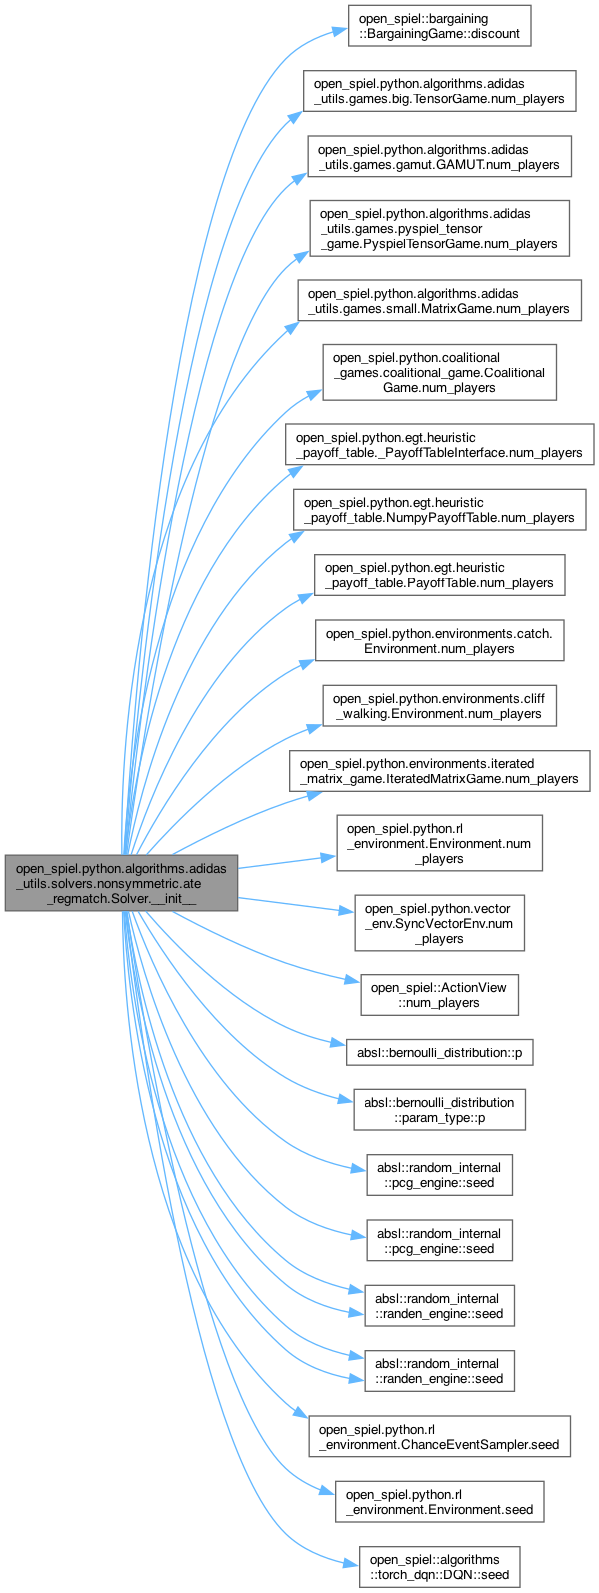 open_spiel::bargaining
::BargainingGame::discount
open_spiel.python.algorithms.adidas
_utils.games.big.TensorGame.num_players
open_spiel.python.algorithms.adidas
_utils.games.gamut.GAMUT.num_players
open_spiel.python.algorithms.adidas
_utils.games.pyspiel_tensor
_game.PyspielTensorGame.num_players
open_spiel.python.algorithms.adidas
_utils.games.small.MatrixGame.num_players
open_spiel.python.coalitional
_games.coalitional_game.Coalitional
Game.num_players
open_spiel.python.egt.heuristic
_payoff_table._PayoffTableInterface.num_players
open_spiel.python.egt.heuristic
_payoff_table.NumpyPayoffTable.num_players
open_spiel.python.egt.heuristic
_payoff_table.PayoffTable.num_players
open_spiel.python.environments.catch.
Environment.num_players
open_spiel.python.environments.cliff
_walking.Environment.num_players
open_spiel.python.environments.iterated
_matrix_game.IteratedMatrixGame.num_players
open_spiel.python.rl
_environment.Environment.num
_players
open_spiel.python.algorithms.adidas
_utils.solvers.nonsymmetric.ate
_regmatch.Solver.__init__
open_spiel.python.vector
_env.SyncVectorEnv.num
_players
open_spiel::ActionView
::num_players
absl::bernoulli_distribution::p
absl::bernoulli_distribution
::param_type::p
absl::random_internal
::pcg_engine::seed
absl::random_internal
::pcg_engine::seed
absl::random_internal
::randen_engine::seed
absl::random_internal
::randen_engine::seed
open_spiel.python.rl
_environment.ChanceEventSampler.seed
open_spiel.python.rl
_environment.Environment.seed
open_spiel::algorithms
::torch_dqn::DQN::seed